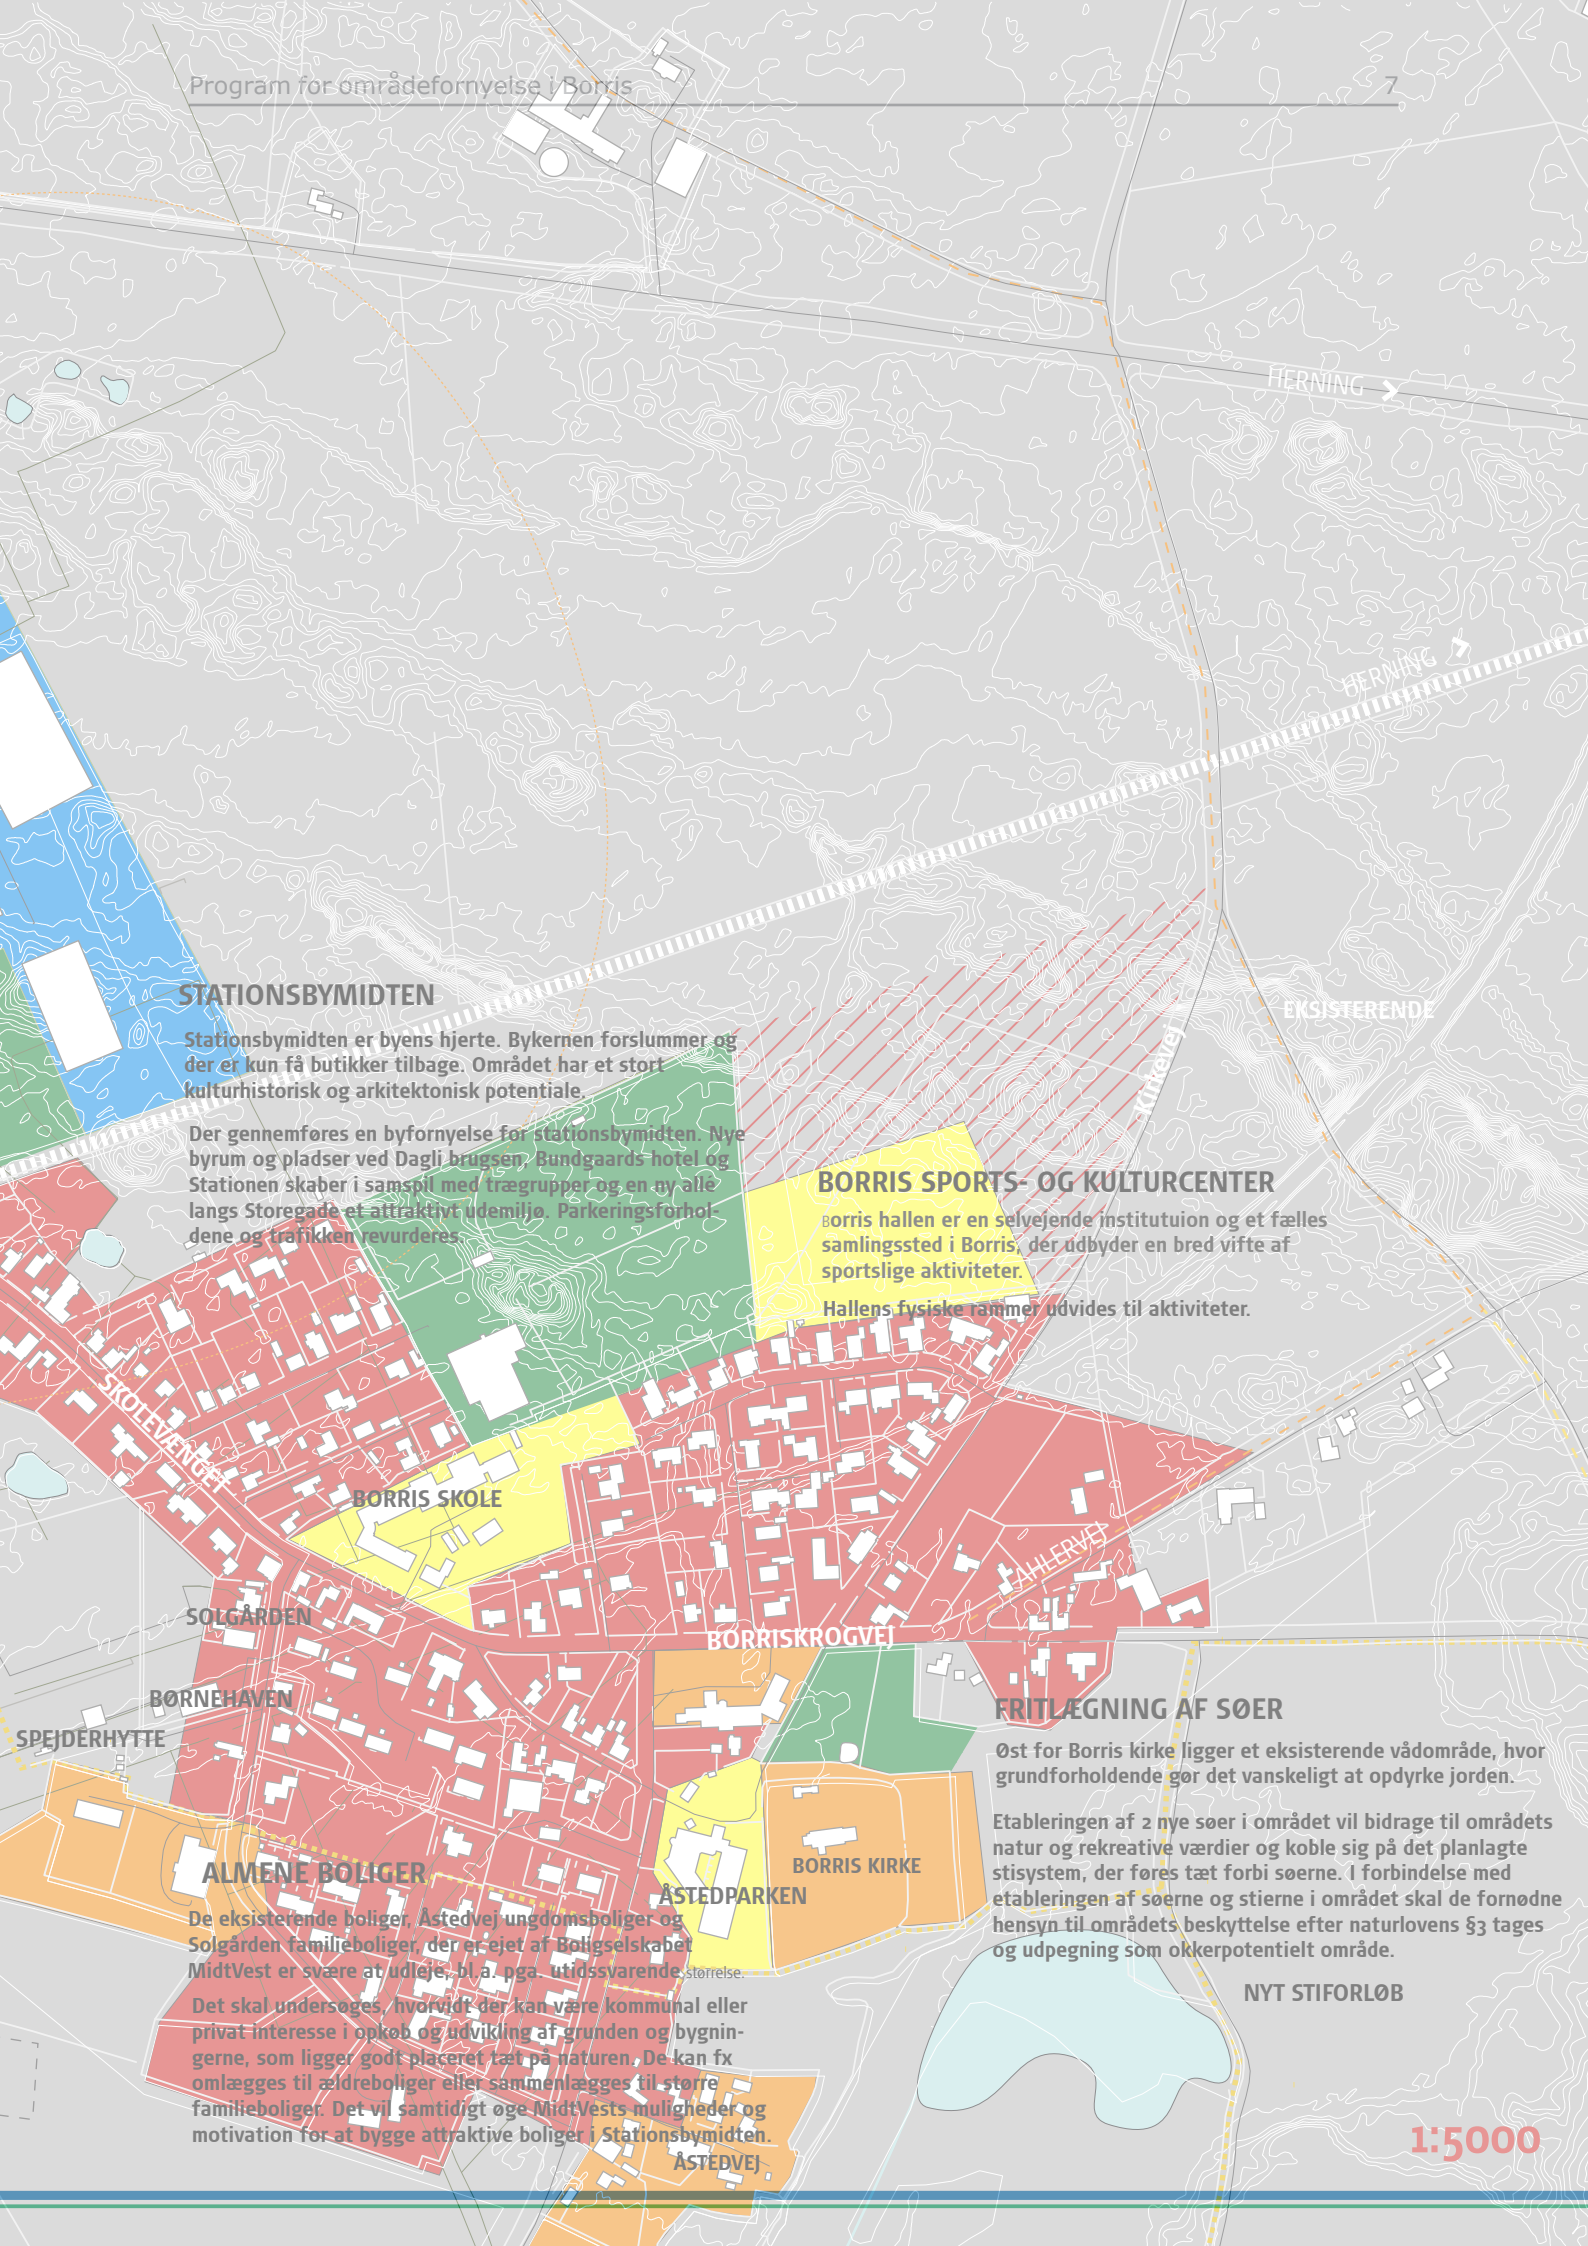 Program for områdefornyelse i Borris
7
HERNING
HERNING
STATIONSBYMIDTEN
Stationsbymidten er byens hjerte. Bykernen forslummer og
der er kun få butikker tilbage. Området har et stort
kulturhistorisk og arkitektonisk potentiale.
Der gennemføres en byfornyelse for stationsbymidten. Nye
byrum og pladser ved Dagli brugsen, Bundgaards hotel og
Stationen skaber i samspil med trægrupper og en ny allé
langs Storegade et attraktivt udemiljø. Parkeringsforhol-
dene og trafikken revurderes.
EKSISTERENDE
Kirkevej
BORRIS SPORTS- OG KULTURCENTER
Borris hallen er en selvejende institutuion og et fælles
samlingssted i Borris, der udbyder en bred vifte af
sportslige aktiviteter.
Hallens fysiske rammer udvides til aktiviteter.
SKOLEVÆNGET
BORRIS SKOLE
FAHLERVEJ
SOLGÅRDEN
BORRISKROGVEJ
BØRNEHAVEN
SPEJDERHYTTE
FRITLÆGNING AF SØER
Øst for Borris kirke ligger et eksisterende vådområde, hvor
grundforholdende gør det vanskeligt at opdyrke jorden.
Etableringen af 2 nye søer i området vil bidrage til områdets
natur og rekreative værdier og koble sig på det planlagte
stisystem, der føres tæt forbi søerne. I forbindelse med
etableringen af søerne og stierne i området skal de fornødne
hensyn til områdets beskyttelse efter naturlovens §3 tages
og udpegning som okkerpotentielt område.
NYT STIFORLØB
BORRIS KIRKE
ÅSTEDPARKEN
ALMENE BOLIGER
De eksisterende boliger, Åstedvej ungdomsboliger og
Solgården familieboliger, der er ejet af Boligselskabet
MidtVest er svære at udleje, bl.a. pga. utidssvarende størrelse.
Det skal undersøges, hvorvidt der kan være kommunal eller
privat interesse i opkøb og udvikling af grunden og bygnin-
gerne, som ligger godt placeret tæt på naturen. De kan fx
omlægges til ældreboliger eller sammenlægges til større
familieboliger. Det vil samtidigt øge MidtVests muligheder og
motivation for at bygge attraktive boliger i Stationsbymidten.
ÅSTEDVEJ
1:5000